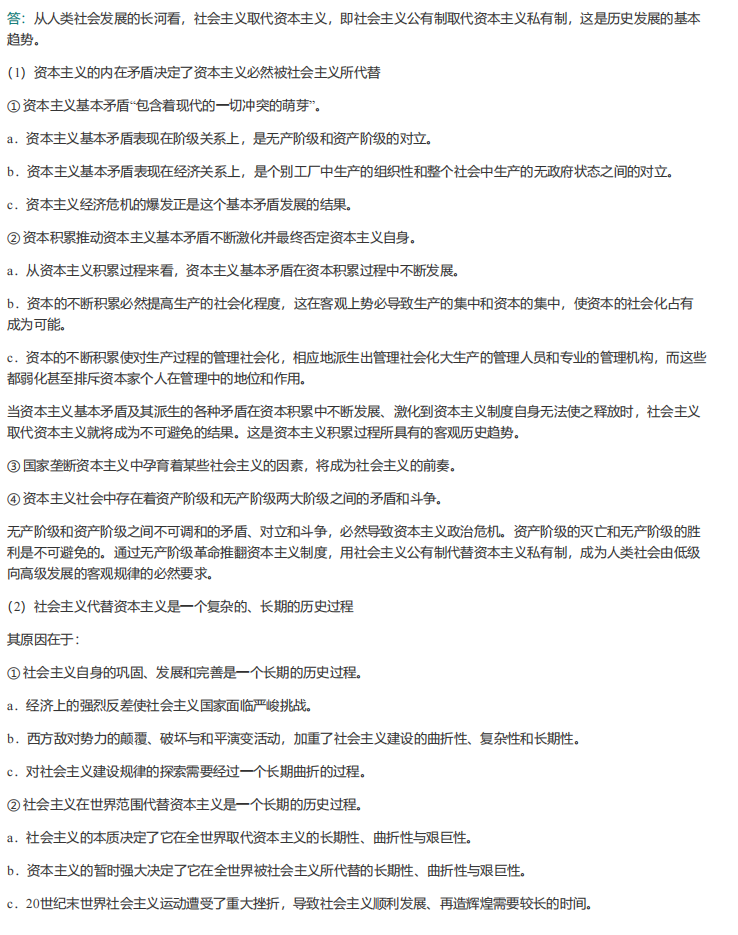 答：从人类社会发展的长河看，社会主义取代资本主义，即社会主义公有制取代资本主义私有制，这是历史发展的基本
趋势。
（1）资本主义的内在矛盾决定了资本主义必然被社会主义所代替
①资本主义基本矛盾“包含着现代的一切冲突的萌芽”。
a．资本主义基本矛盾表现在阶级关系上，是无产阶级和资产阶级的对立。
b．资本主义基本矛盾表现在经济关系上，是个别工厂中生产的组织性和整个社会中生产的无政府状态之间的对立。
c．资本主义经济危机的爆发正是这个基本矛盾发展的结果。
②资本积累推动资本主义基本矛盾不断激化并最终否定资本主义自身。
a．从资本主义积累过程来看，资本主义基本矛盾在资本积累过程中不断发展。
b．资本的不断积累必然提高生产的社会化程度，这在客观上势必导致生产的集中和资本的集中，使资本的社会化占有
成为可能。
c．资本的不断积累使对生产过程的管理社会化，相应地派生出管理社会化大生产的管理人员和专业的管理机构，而这些
都弱化甚至排斥资本家个人在管理中的地位和作用。
当资本主义基本矛盾及其派生的各种矛盾在资本积累中不断发展、激化到资本主义制度自身无法使之释放时，社会主义
取代资本主义就将成为不可避免的结果。这是资本主义积累过程所具有的客观历史趋势。
③国家垄断资本主义中孕育着某些社会主义的因素，将成为社会主义的前奏。
④资本主义社会中存在着资产阶级和无产阶级两大阶级之间的矛盾和斗争。
无产阶级和资产阶级之间不可调和的矛盾、对立和斗争，必然导致资本主义政治危机。资产阶级的灭亡和无产阶级的胜
利是不可避免的。通过无产阶级革命推翻资本主义制度，用社会主义公有制代替资本主义私有制，成为人类社会由低级
向高级发展的客观规律的必然要求。
（2）社会主义代替资本主义是一个复杂的、长期的历史过程
其原因在于：
①社会主义自身的巩固、发展和完善是一个长期的历史过程。
a．经济上的强烈反差使社会主义国家面临严峻挑战。
b．西方敌对势力的颠覆、破坏与和平演变活动，加重了社会主义建设的曲折性、复杂性和长期性。
c．对社会主义建设规律的探索需要经过一个长期曲折的过程。
②社会主义在世界范围代替资本主义是一个长期的历史过程。
a．社会主义的本质决定了它在全世界取代资本主义的长期性、曲折性与艰巨性。
b．资本主义的暂时强大决定了它在全世界被社会主义所代替的长期性、曲折性与艰巨性。
c．20世纪末世界社会主义运动遭受了重大挫折，导致社会主义顺利发展、再造辉煌需要较长的时间。